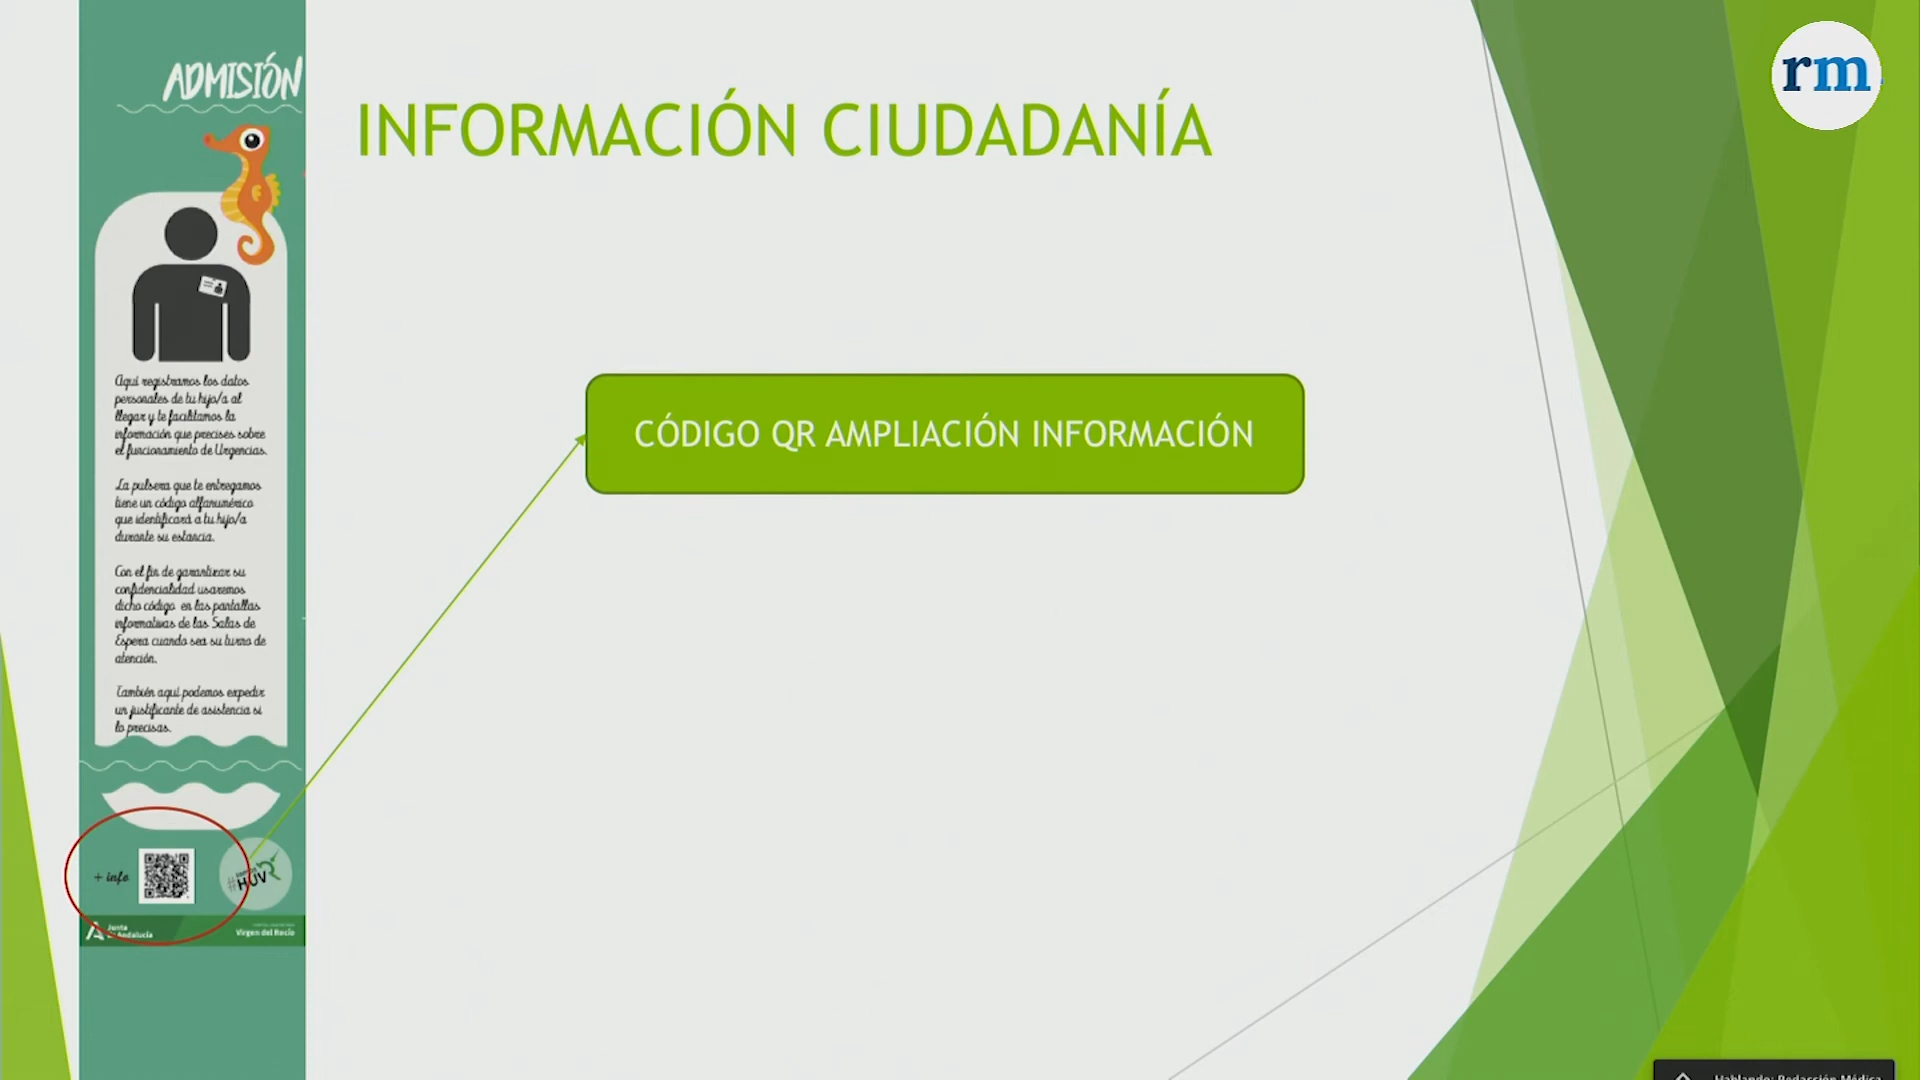 ADMISIÓN
INFORMACIÓN CIUDADANÍA
rm
CÓDIGO QR AMPLIACIÓN INFORMACIÓN
Aquí registramos los datos
personales de tu hijo/a al
llegar y te facilitamos la
información que precises sobre
el funcionamiento de Urgencias.
La pulsera que te entregamos
tiene un código alfanumérico
que identificará a tu hijo/a
durante su estancia.
Con el fin de garantizar su
confidencialidad usaremos
dicho código en las pantallas
informativas de las Salas de
Espera cuando sea su turno de
atención.
También aquí podemos expedir
un justificante de asistencia si
lo precisas.
+ info
#HUVR
Junta
de Andalucía
Virgen del Rocío
Hablando: Redacción Médica